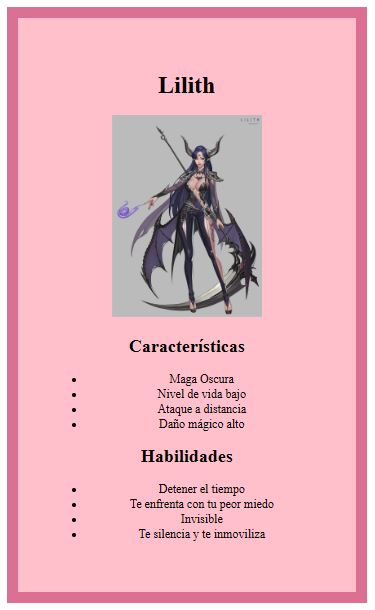 Lilith
LILITH
Características
Maga Oscura
Nivel de vida bajo
Ataque a distancia
Daño mágico alto
Habilidades
Detener el tiempo
Te enfrenta con tu peor miedo
Invisible
Te silencia y te inmoviliza